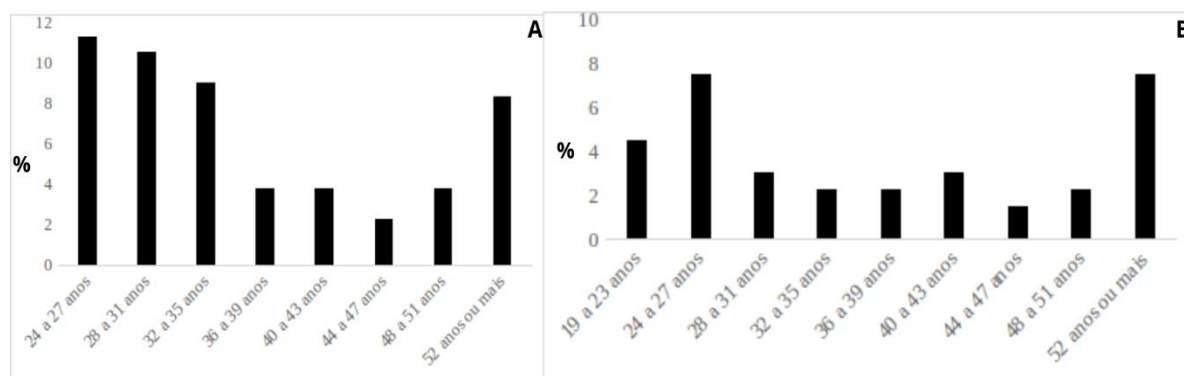 A
%
12
10
8
6
4
2
0
24 a 27 anos
28 a 31 anos
32 a 35 anos
36 a 39 anos
40 a 43 anos
44 a 47 anos
48 a 51 anos
52 anos ou mais
B
%
10
8
6
4
2
0
19 a 23 anos
24 a 27 anos
28 a 31 anos
32 a 35 anos
36 a 39 anos
40 a 43 anos
44 a 47 anos
48 a 51 anos
52 anos ou mais